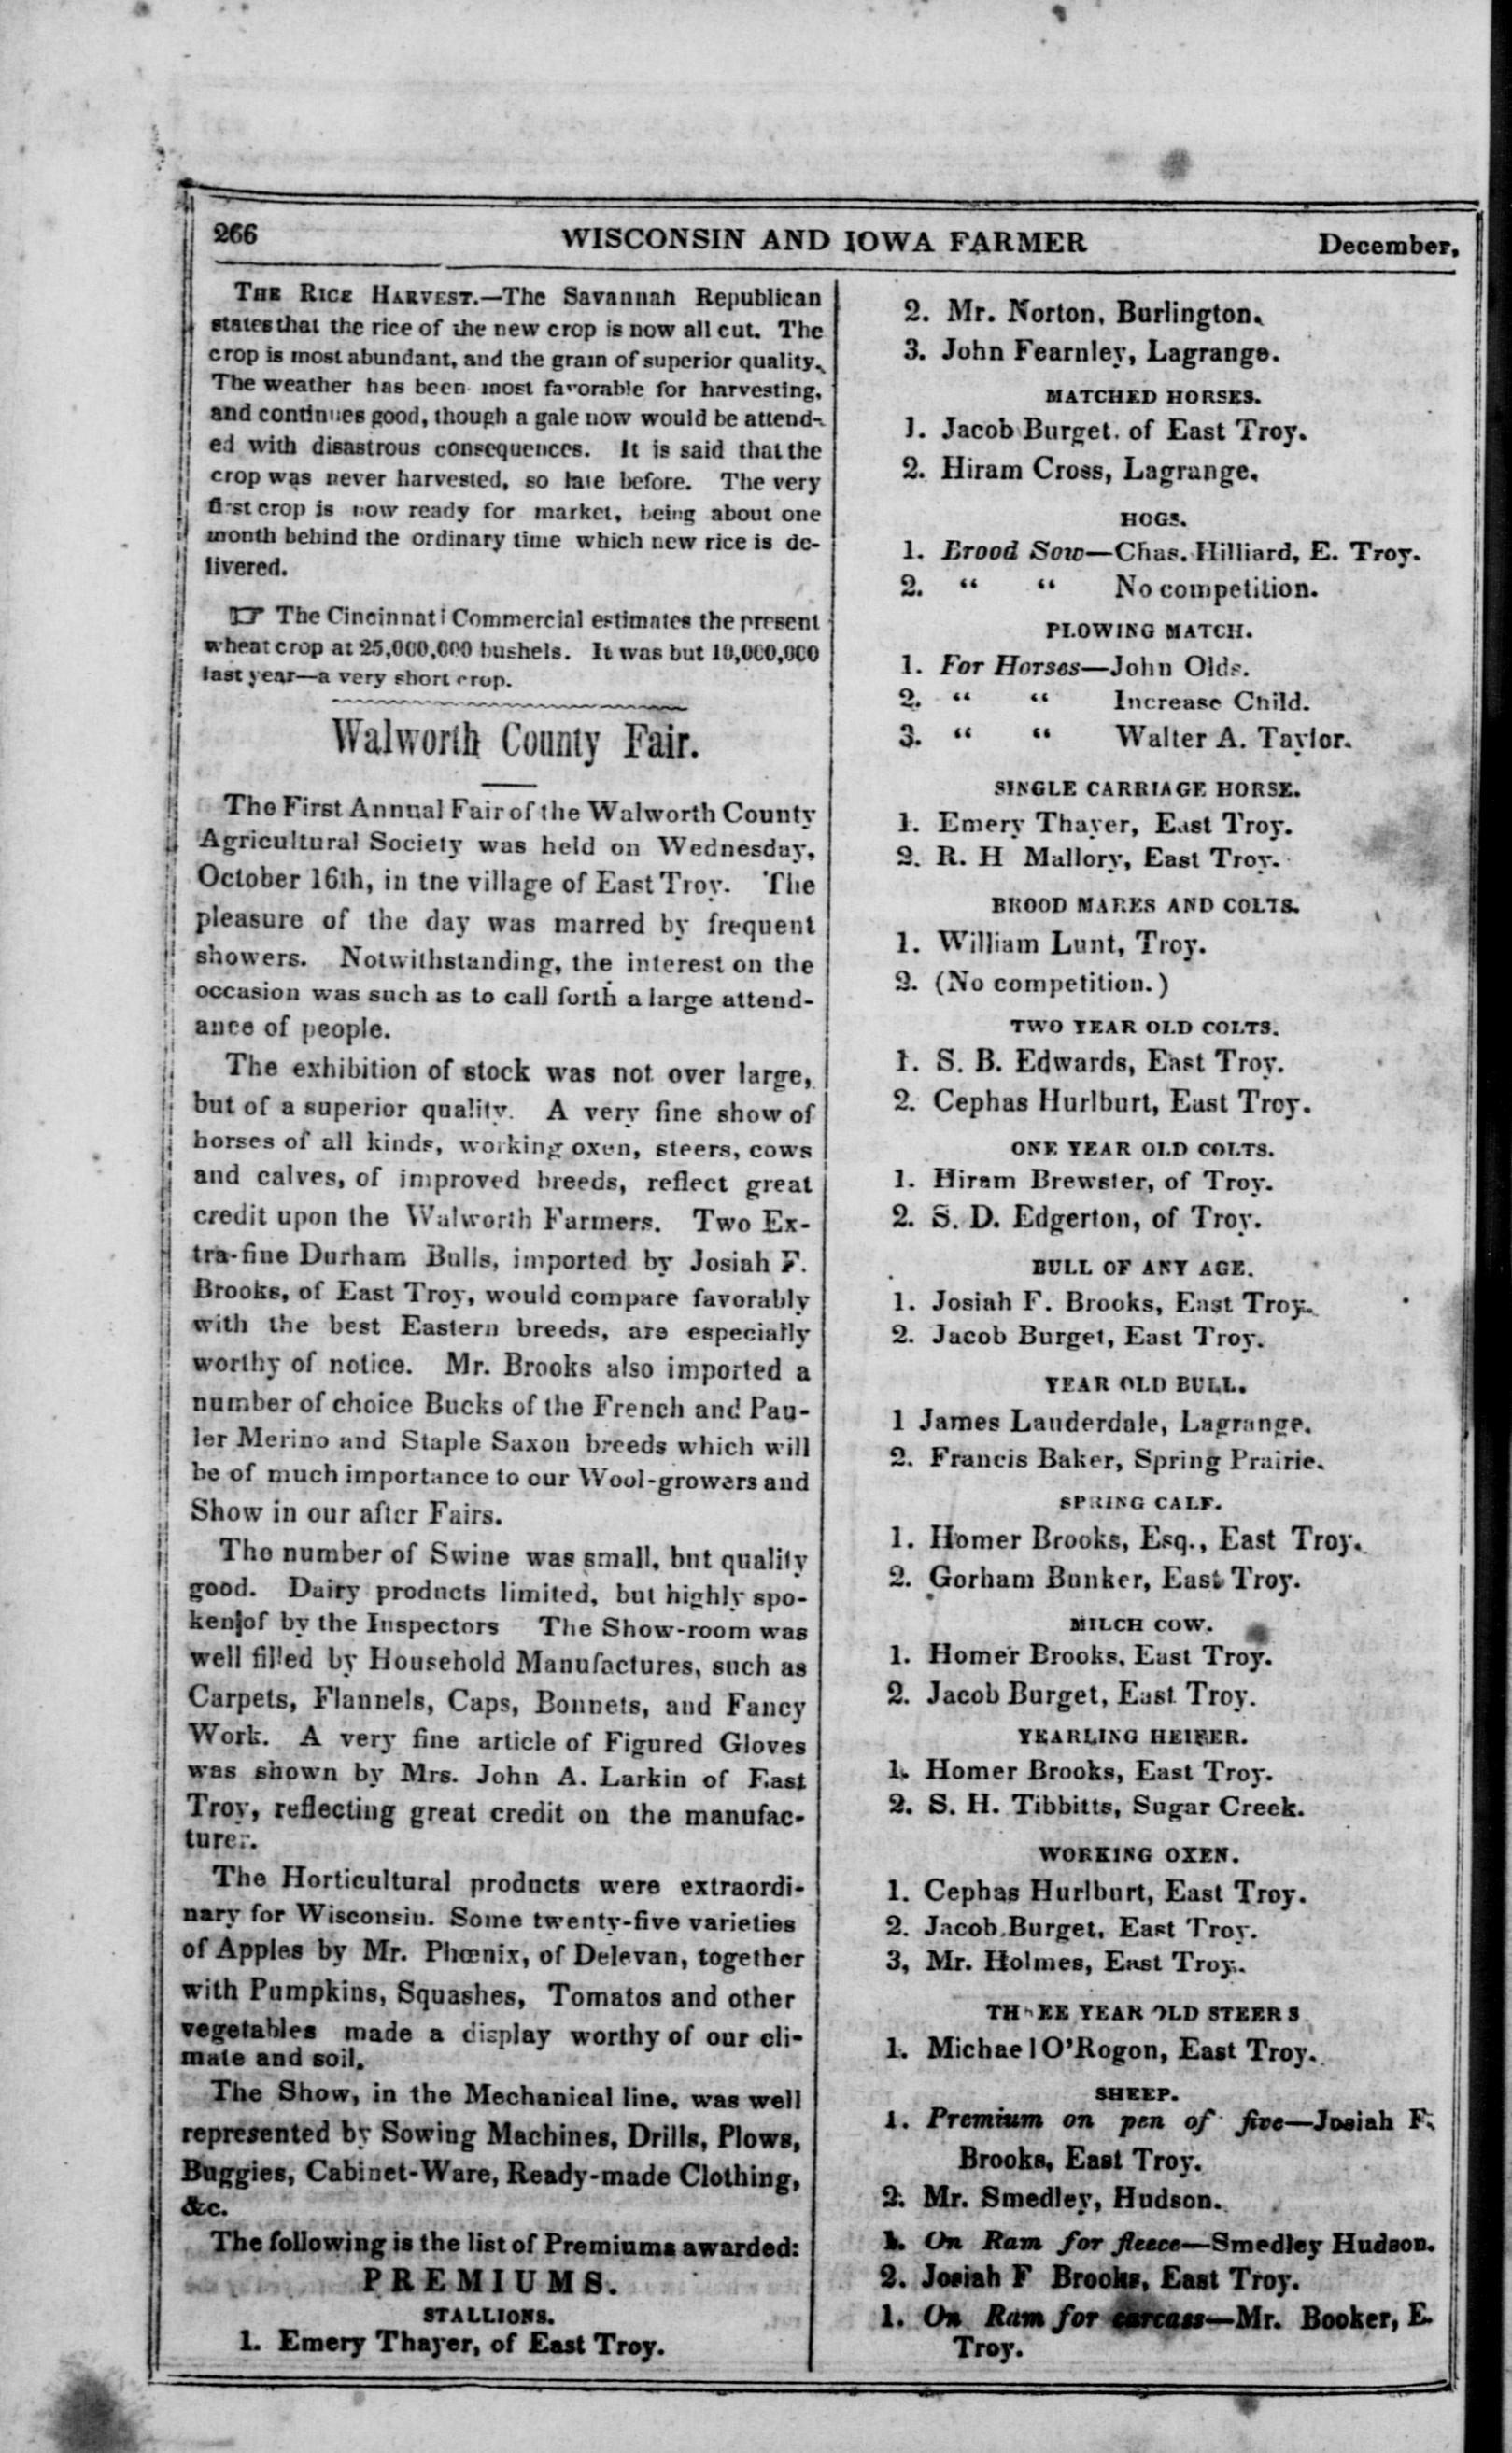 266
WISCONSIN AND IOWA FARMER
December,
THE RICE HARVEST.—The Savannah Republican
states that the rice of the new crop is now all cut. The
crop is most abundant, and the grain of superior quality.
The weather has been most favorable for harvesting,
and continues good, though a gale now would be attend-
ed with disastrous consequences. It is said that the
crop was never harvested, so late before. The very
first crop is now ready for market, being about one
month behind the ordinary time which new rice is de-
livered.
☞ The Cincinnati Commercial estimates the present
wheat crop at 25,000,000 bushels. It was but 10,000,000
last year—a very short crop.
Walworth County Fair.
The First Annual Fair of the Walworth County
Agricultural Society was held on Wednesday,
October 16th, in tne village of East Troy. The
pleasure of the day was marred by frequent
showers. Notwithstanding, the interest on the
occasion was such as to call forth a large attend-
ance of people.
The exhibition of stock was not over large,
but of a superior quality. A very fine show of
horses of all kinds, working oxen, steers, cows
and calves, of improved breeds, reflect great
credit upon the Walworth Farmers. Two Ex-
tra-fine Durham Bulls, imported by Josiah F.
Brooks, of East Troy, would compare favorably
with the best Eastern breeds, are especially
worthy of notice. Mr. Brooks also imported a
number of choice Bucks of the French and Pau-
ler Merino and Staple Saxon breeds which will
be of much importance to our Wool-growers and
Show in our after Fairs.
The number of Swine was small, but quality
good. Dairy products limited, but highly spo-
ken of by the Inspectors The Show-room was
well filled by Household Manufactures, such as
Carpets, Flannels, Caps, Bonnets, and Fancy
Work. A very fine article of Figured Gloves
was shown by Mrs. John A. Larkin of East
Troy, reflecting great credit on the manufac-
turer.
The Horticultural products were extraordi-
nary for Wisconsin. Some twenty-five varieties
of Apples by Mr. Phœnix, of Delevan, together
with Pumpkins, Squashes, Tomatos and other
vegetables made a display worthy of our cli-
mate and soil.
The Show, in the Mechanical line, was well
represented by Sowing Machines, Drills, Plows,
Buggies, Cabinet-Ware, Ready-made Clothing,
&c.
The following is the list of Premiums awarded:
PREMIUMS.
STALLIONS.
1. Emery Thayer, of East Troy.
2. Mr. Norton, Burlington.
3. John Fearnley, Lagrange.
MATCHED HORSES.
1. Jacob Burget, of East Troy.
2. Hiram Cross, Lagrange.
HOGS.
1. Brood Sow—Chas. Hilliard, E. Troy.
2. “ “ No competition.
PLOWING MATCH.
1. For Horses—John Olds.
2. “ “ Increase Child.
3. “ “ Walter A. Taylor.
SINGLE CARRIAGE HORSE.
1. Emery Thayer, East Troy.
2. R. H Mallory, East Troy.
BROOD MARES AND COLTS.
1. William Lunt, Troy.
2. (No competition.)
TWO YEAR OLD COLTS.
1. S. B. Edwards, East Troy.
2. Cephas Hurlburt, East Troy.
ONE YEAR OLD COLTS.
1. Hiram Brewster, of Troy.
2. S. D. Edgerton, of Troy.
BULL OF ANY AGE.
1. Josiah F. Brooks, East Troy.
2. Jacob Burget, East Troy.
YEAR OLD BULL.
1 James Lauderdale, Lagrange.
2. Francis Baker, Spring Prairie.
SPRING CALF.
1. Homer Brooks, Esq., East Troy.
2. Gorham Bunker, East Troy.
MILCH COW.
1. Homer Brooks, East Troy.
2. Jacob Burget, East Troy.
YEARLING HEIFER.
1. Homer Brooks, East Troy.
2. S. H. Tibbitts, Sugar Creek.
WORKING OXEN.
1. Cephas Hurlburt, East Troy.
2. Jacob Burget, East Troy.
3, Mr. Holmes, East Troy.
THREE YEAR OLD STEERS
1. Michael O'Rogon, East Troy.
SHEEP.
1. Premium on pen of five—Josiah F.
Brooks, East Troy.
2. Mr. Smedley, Hudson.
1. On Ram for fleece—Smedley Hudson.
2. Josiah F Brooks, East Troy.
1. On Ram for carcass—Mr. Booker, E.
Troy.